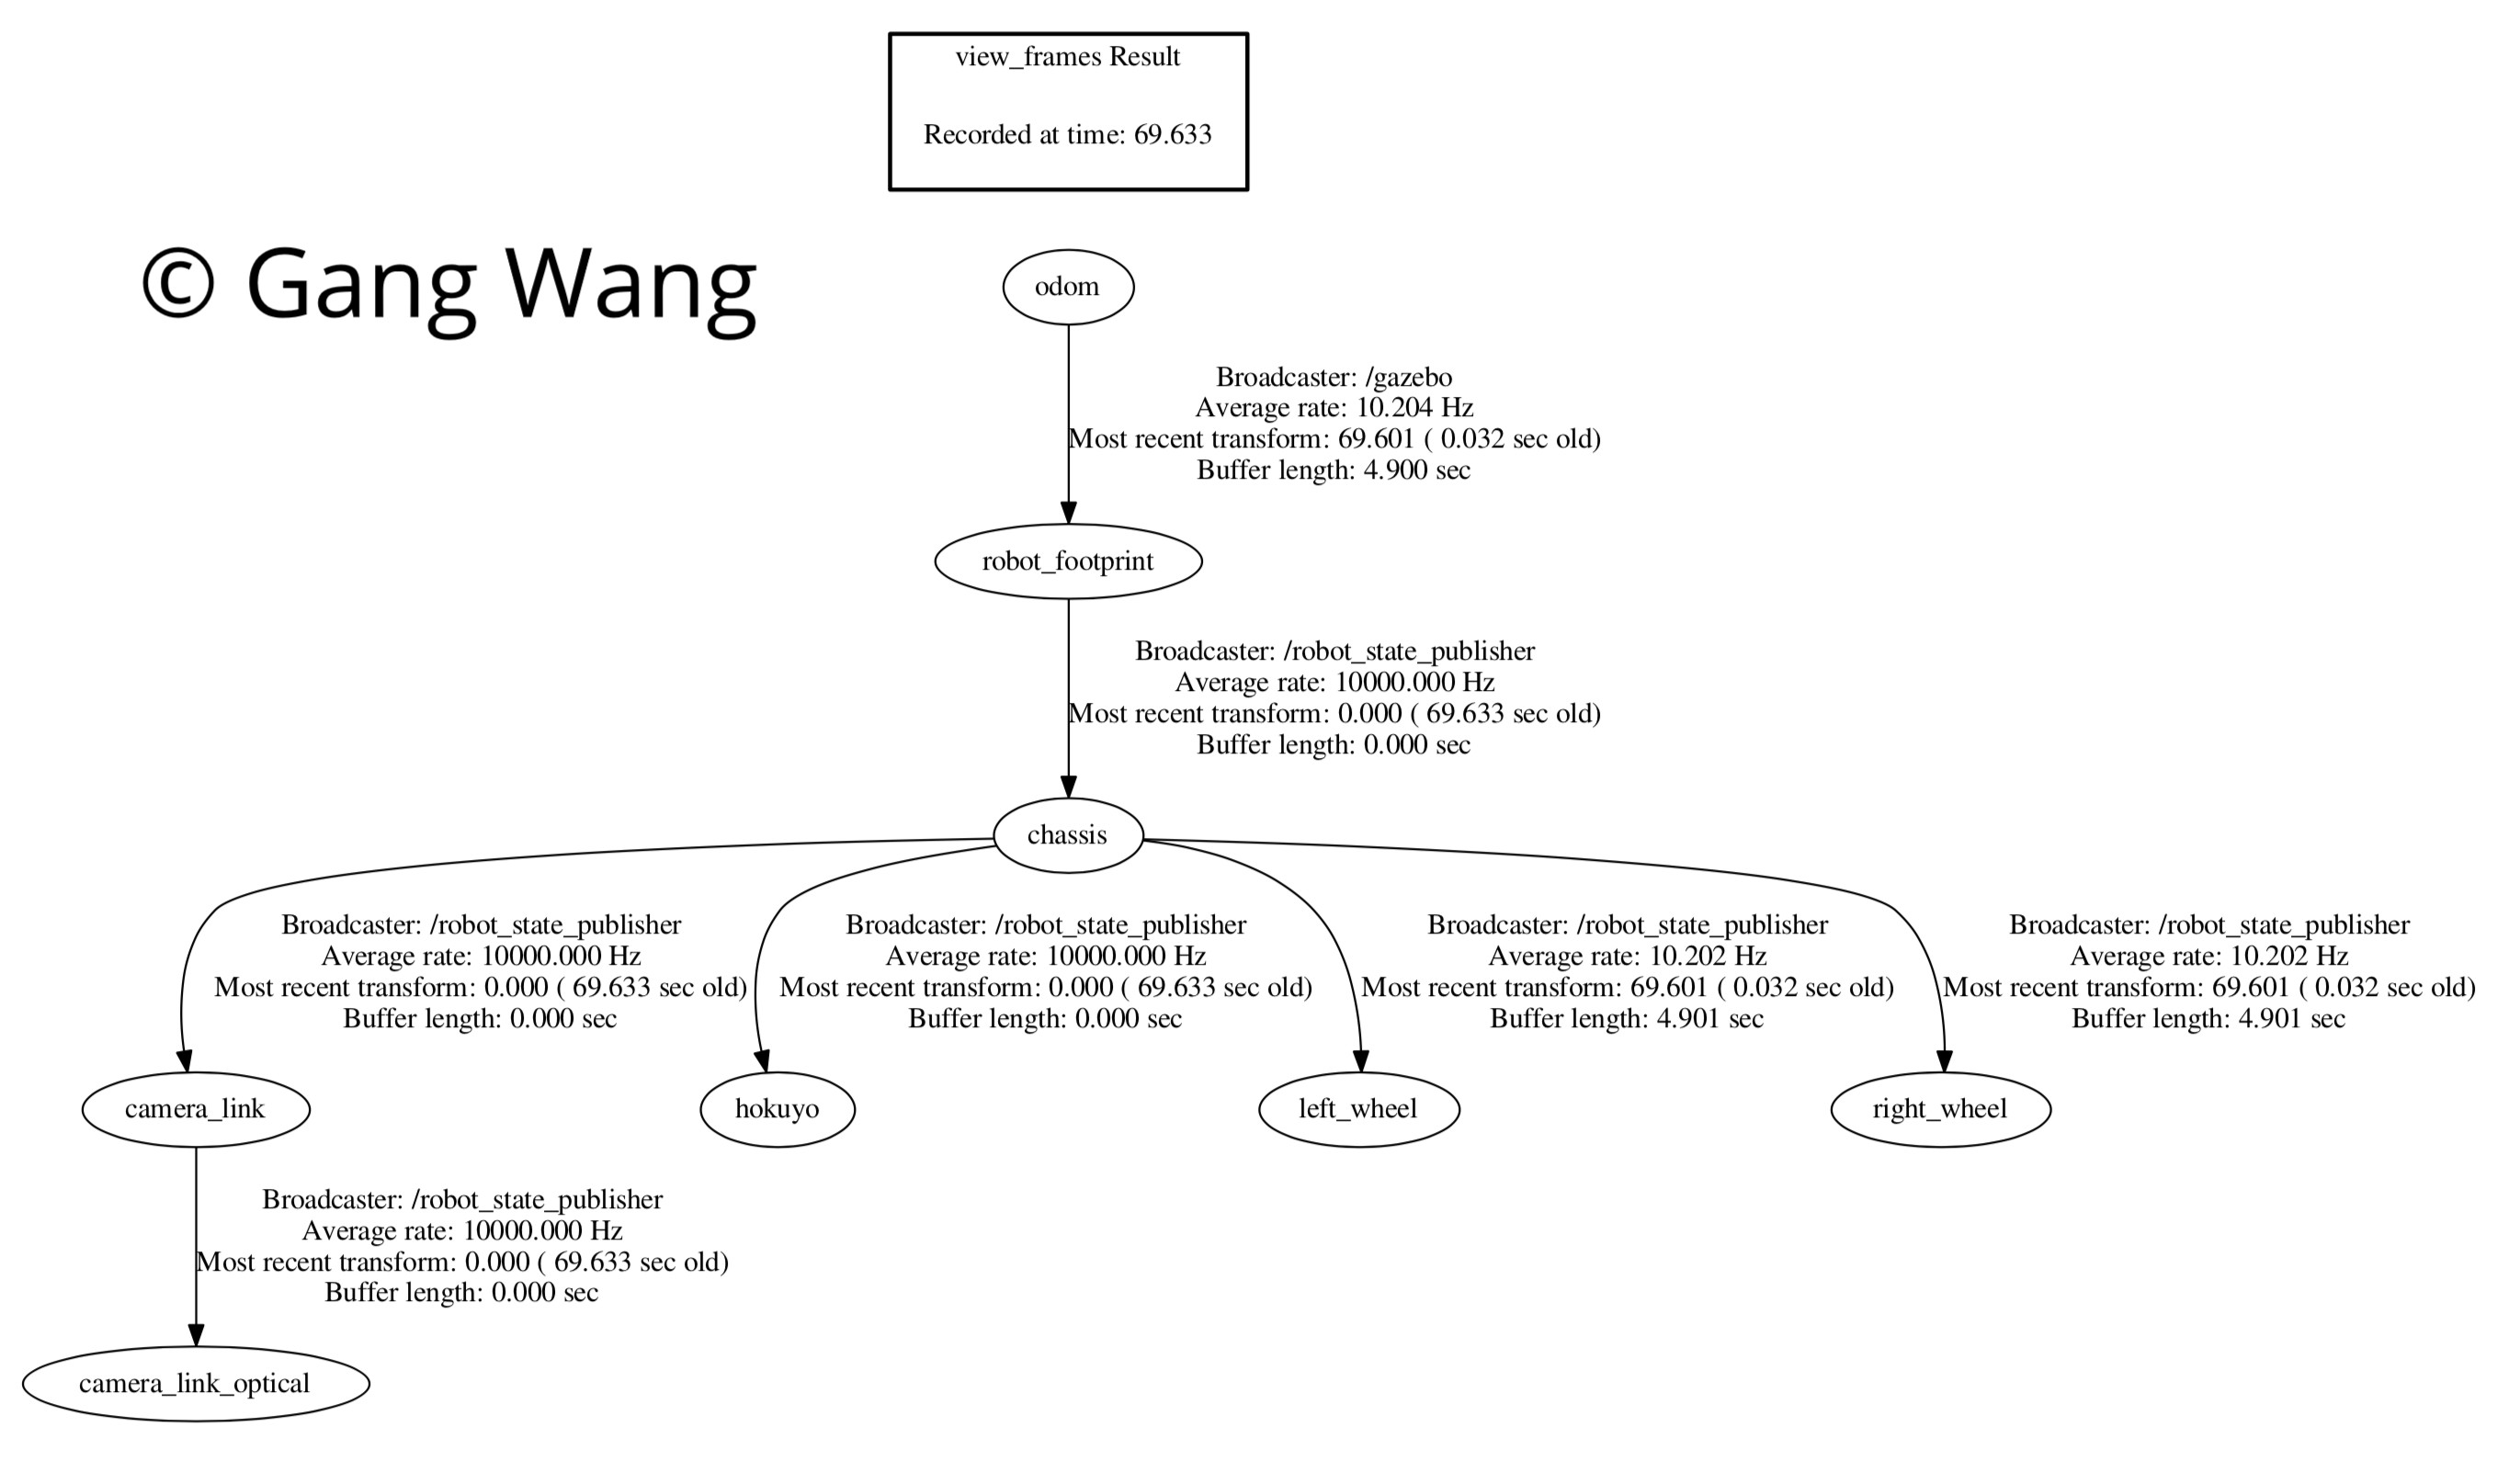 view_frames Result
Recorded at time: 69.633
© Gang Wang
odom
Broadcaster: /gazebo
Average rate: 10.204 Hz
Most recent transform: 69.601 ( 0.032 sec old)
Buffer length: 4.900 sec
robot_footprint
Broadcaster: /robot_state_publisher
Average rate: 10000.000 Hz
Most recent transform: 0.000 ( 69.633 sec old)
Buffer length: 0.000 sec
chassis
Broadcaster: /robot_state_publisher
Average rate: 10000.000 Hz
Most recent transform: 0.000 ( 69.633 sec old)
Buffer length: 0.000 sec
Broadcaster: /robot_state_publisher
Average rate: 10000.000 Hz
Most recent transform: 0.000 ( 69.633 sec old)
Buffer length: 0.000 sec
Broadcaster: /robot_state_publisher
Average rate: 10.202 Hz
Most recent transform: 69.601 ( 0.032 sec old)
Buffer length: 4.901 sec
Broadcaster: /robot_state_publisher
Average rate: 10.202 Hz
Most recent transform: 69.601 ( 0.032 sec old)
Buffer length: 4.901 sec
camera_link
hokuyo
left_wheel
right_wheel
Broadcaster: /robot_state_publisher
Average rate: 10000.000 Hz
Most recent transform: 0.000 ( 69.633 sec old)
Buffer length: 0.000 sec
camera_link_optical